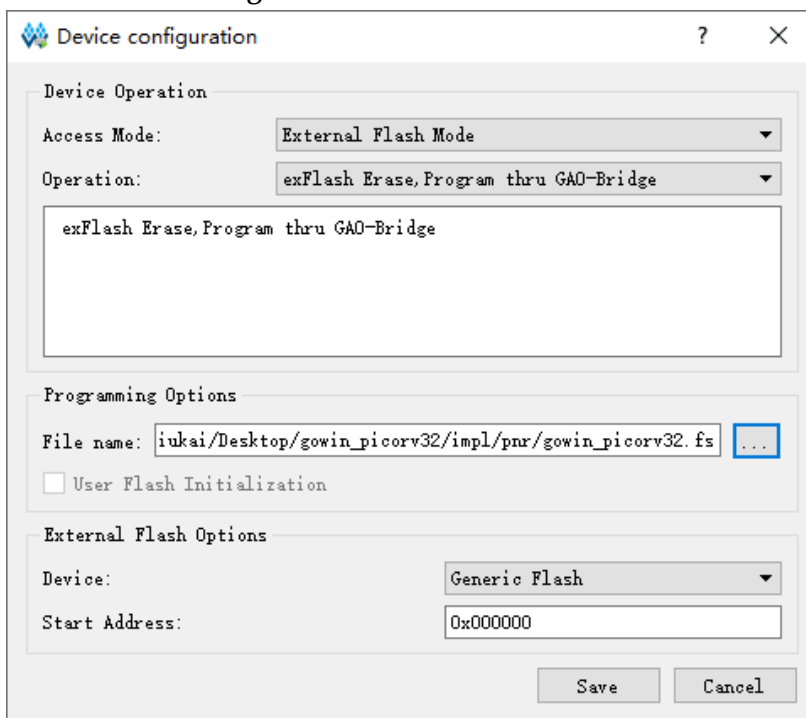 Device configuration
Device Operation
Access Mode: External Flash Mode
Operation: exFlash Erase,Program thru GAO-Bridge
exFlash Erase,Program thru GAO-Bridge
Programming Options
File name: iukai/Desktop/gowin_picorv32/impl/pnr/gowin_picorv32.fs ...
User Flash Initialization
External Flash Options
Device: Generic Flash
Start Address: 0x000000
Save Cancel